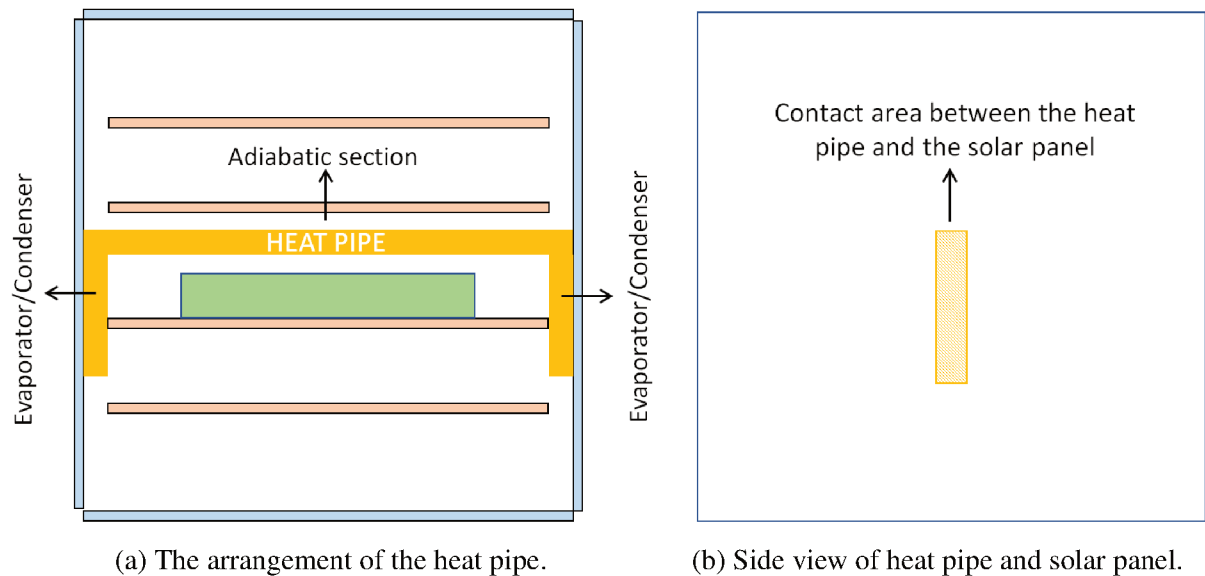 Adiabatic section
HEAT PIPE
Evaporator/Condenser
Evaporator/Condenser
(a) The arrangement of the heat pipe.
Contact area between the heat
pipe and the solar panel
(b) Side view of heat pipe and solar panel.